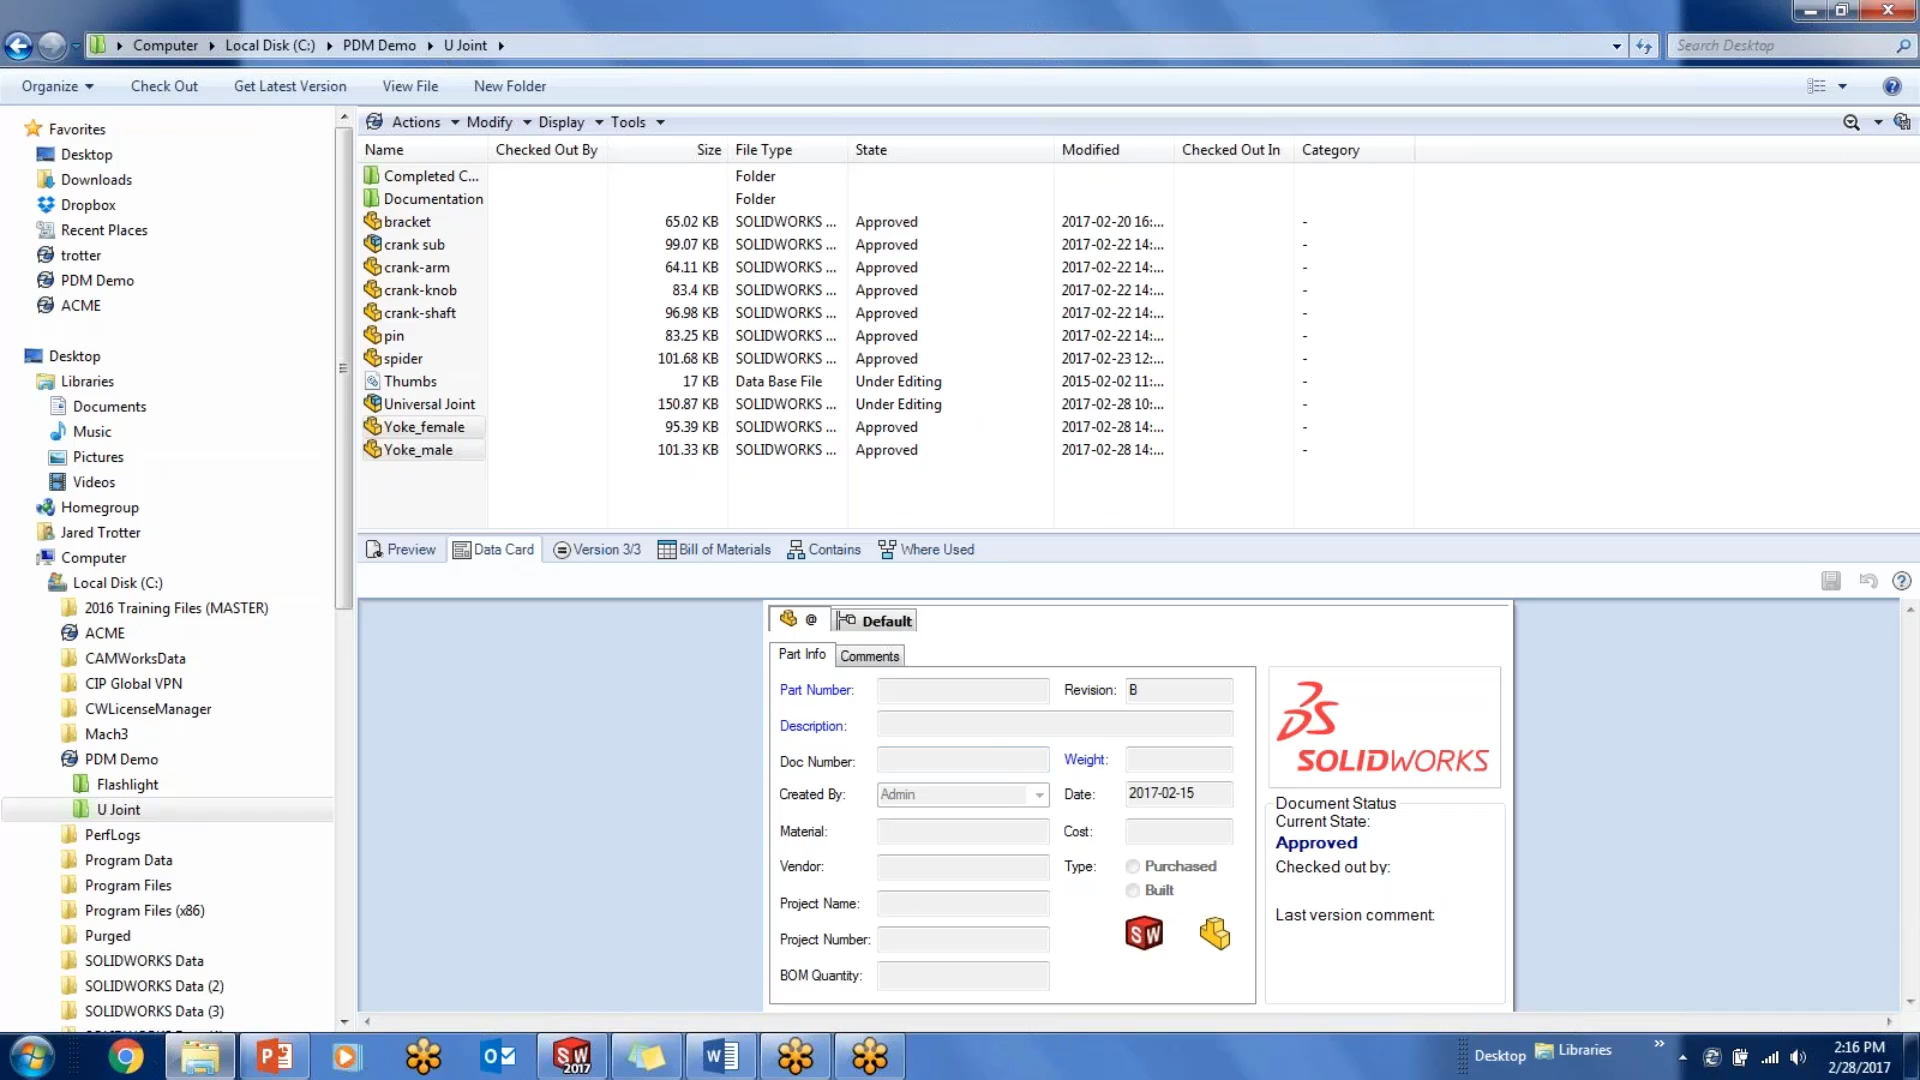 Computer Local Disk (C:) PDM Demo U Joint
Search Desktop
Organize Check Out Get Latest Version View File New Folder
Favorites
Desktop
Downloads
Dropbox
Recent Places
trotter
PDM Demo
ACME
Desktop
Libraries
Documents
Music
Pictures
Videos
Homegroup
Jared Trotter
Computer
Local Disk (C:)
2016 Training Files (MASTER)
ACME
CAMWorksData
CIP Global VPN
CWLicenseManager
Mach3
PDM Demo
Flashlight
U Joint
PerfLogs
Program Data
Program Files
Program Files (x86)
Purged
SOLIDWORKS Data
SOLIDWORKS Data (2)
SOLIDWORKS Data (3)
Actions Modify Display Tools
Name Checked Out By Size File Type State Modified Checked Out In Category
Completed C... Folder
Documentation Folder
bracket 65.02 KB SOLIDWORKS ... Approved 2017-02-20 16:... -
crank sub 99.07 KB SOLIDWORKS ... Approved 2017-02-22 14:... -
crank-arm 64.11 KB SOLIDWORKS ... Approved 2017-02-22 14:... -
crank-knob 83.4 KB SOLIDWORKS ... Approved 2017-02-22 14:... -
crank-shaft 96.98 KB SOLIDWORKS ... Approved 2017-02-22 14:... -
pin 83.25 KB SOLIDWORKS ... Approved 2017-02-22 14:... -
spider 101.68 KB SOLIDWORKS ... Approved 2017-02-23 12:... -
Thumbs 17 KB Data Base File Under Editing 2015-02-02 11:... -
Universal Joint 150.87 KB SOLIDWORKS ... Under Editing 2017-02-28 10:... -
Yoke_female 95.39 KB SOLIDWORKS ... Approved 2017-02-28 14:... -
Yoke_male 101.33 KB SOLIDWORKS ... Approved 2017-02-28 14:... -
Preview Data Card Version 3/3 Bill of Materials Contains Where Used
@ Default
Part Info Comments
Part Number: Revision: B
Description:
Doc Number: Weight:
Created By: Admin Date: 2017-02-15
Material: Cost:
Vendor: Type: Purchased
Built
Project Name:
Project Number:
BOM Quantity:
SW
SOLIDWORKS
Document Status
Current State:
Approved
Checked out by:
Last version comment:
SW
2017
Desktop Libraries »
2:16 PM
2/28/2017